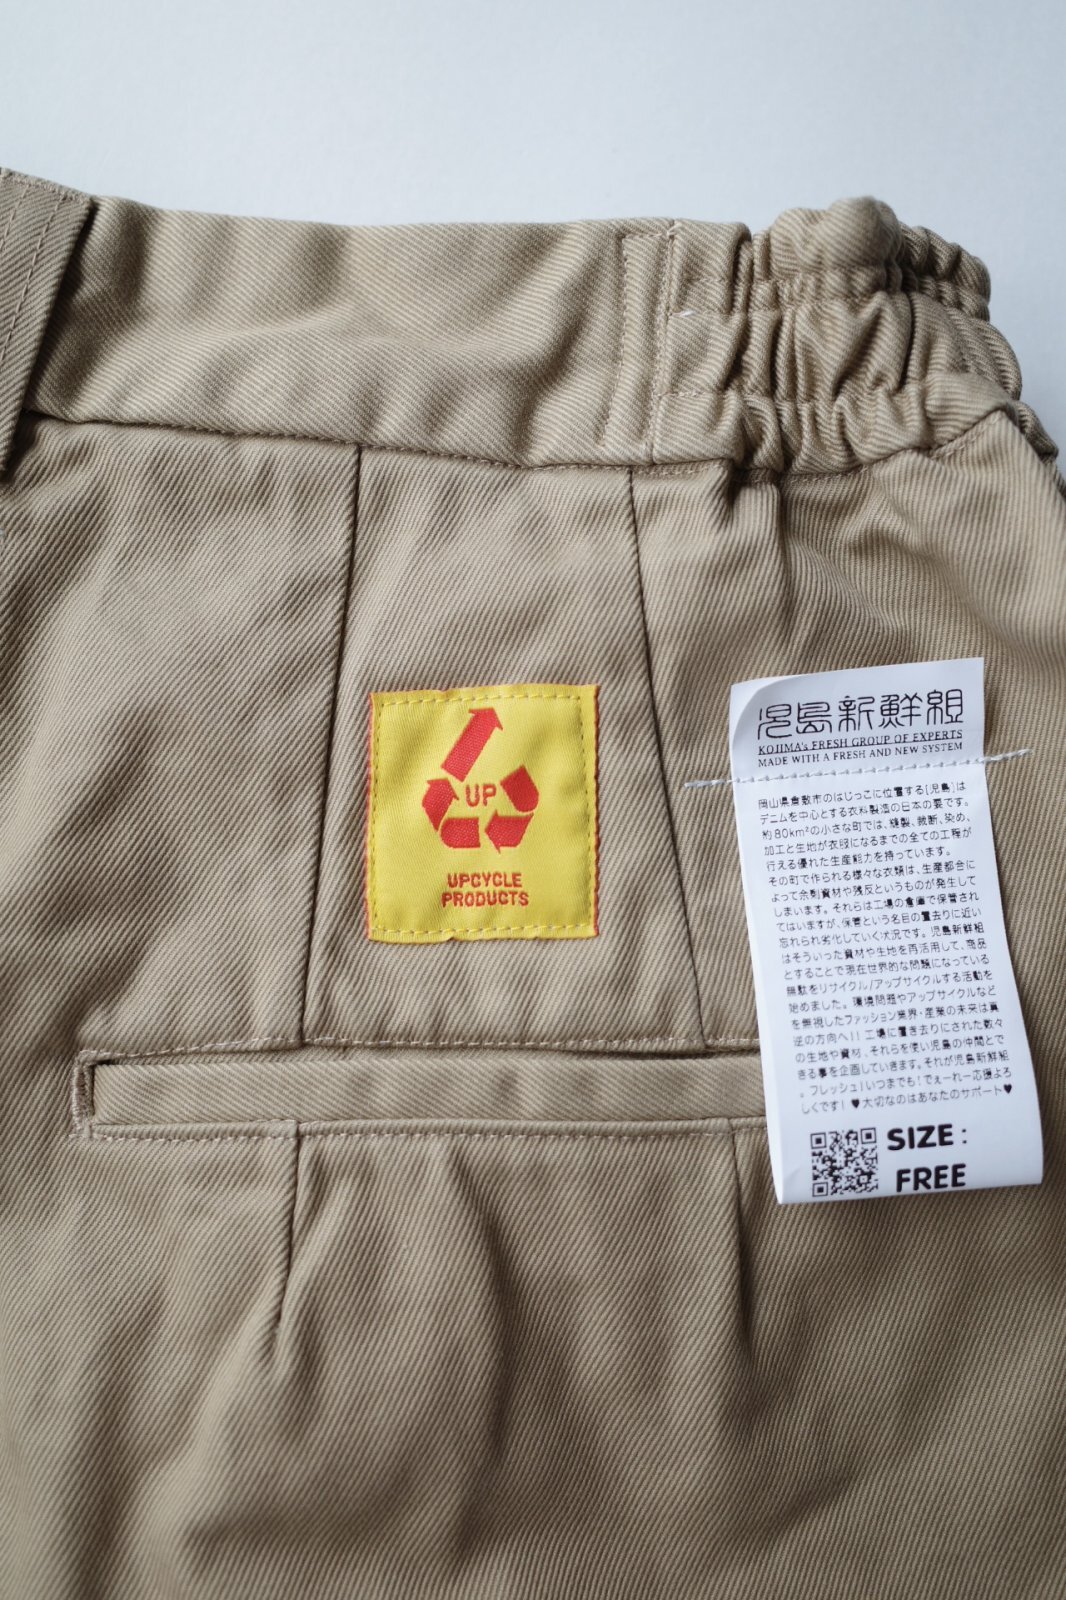 UP
UPCYCLE
PRODUCTS
児島新鮮組
KOJIMA's FRESH GROUP OF EXPERTS
MADE WITH A FRESH AND NEW SYSTEM
岡山県倉敷市のはじっこに位置する[児島]は
デニムを中心とする衣料製造の日本の要です。
約80km²の小さな町では、縫製、裁断、染め、
加工と生地が衣服になるまでの全ての工程が
行える優れた生産能力を持っています。
その町で作られる様々な衣類は、生産都合に
よって余剰資材や残反というものが発生して
しまいます。それらは工場の倉庫で保管され
てはいますが、保管という名目の置去りに近い
忘れられ劣化していく状況です。児島新鮮組
はそういった資材や生地を再活用して、商品
とすることで現在世界的な問題になっている
無駄をリサイクル/アップサイクルする活動を
始めました。環境問題やアップサイクルなど
を無視したファッション業界・産業の未来は真
逆の方向へ!! 工場に置き去りにされた数々
の生地や資材、それらを使い児島の仲間とで
きる事を企画していきます。それが児島新鮮組
。フレッシュ!いつまでも!でぇーれー応援よろ
しくです! ♥大切なのはあなたのサポート♥
SIZE :
FREE